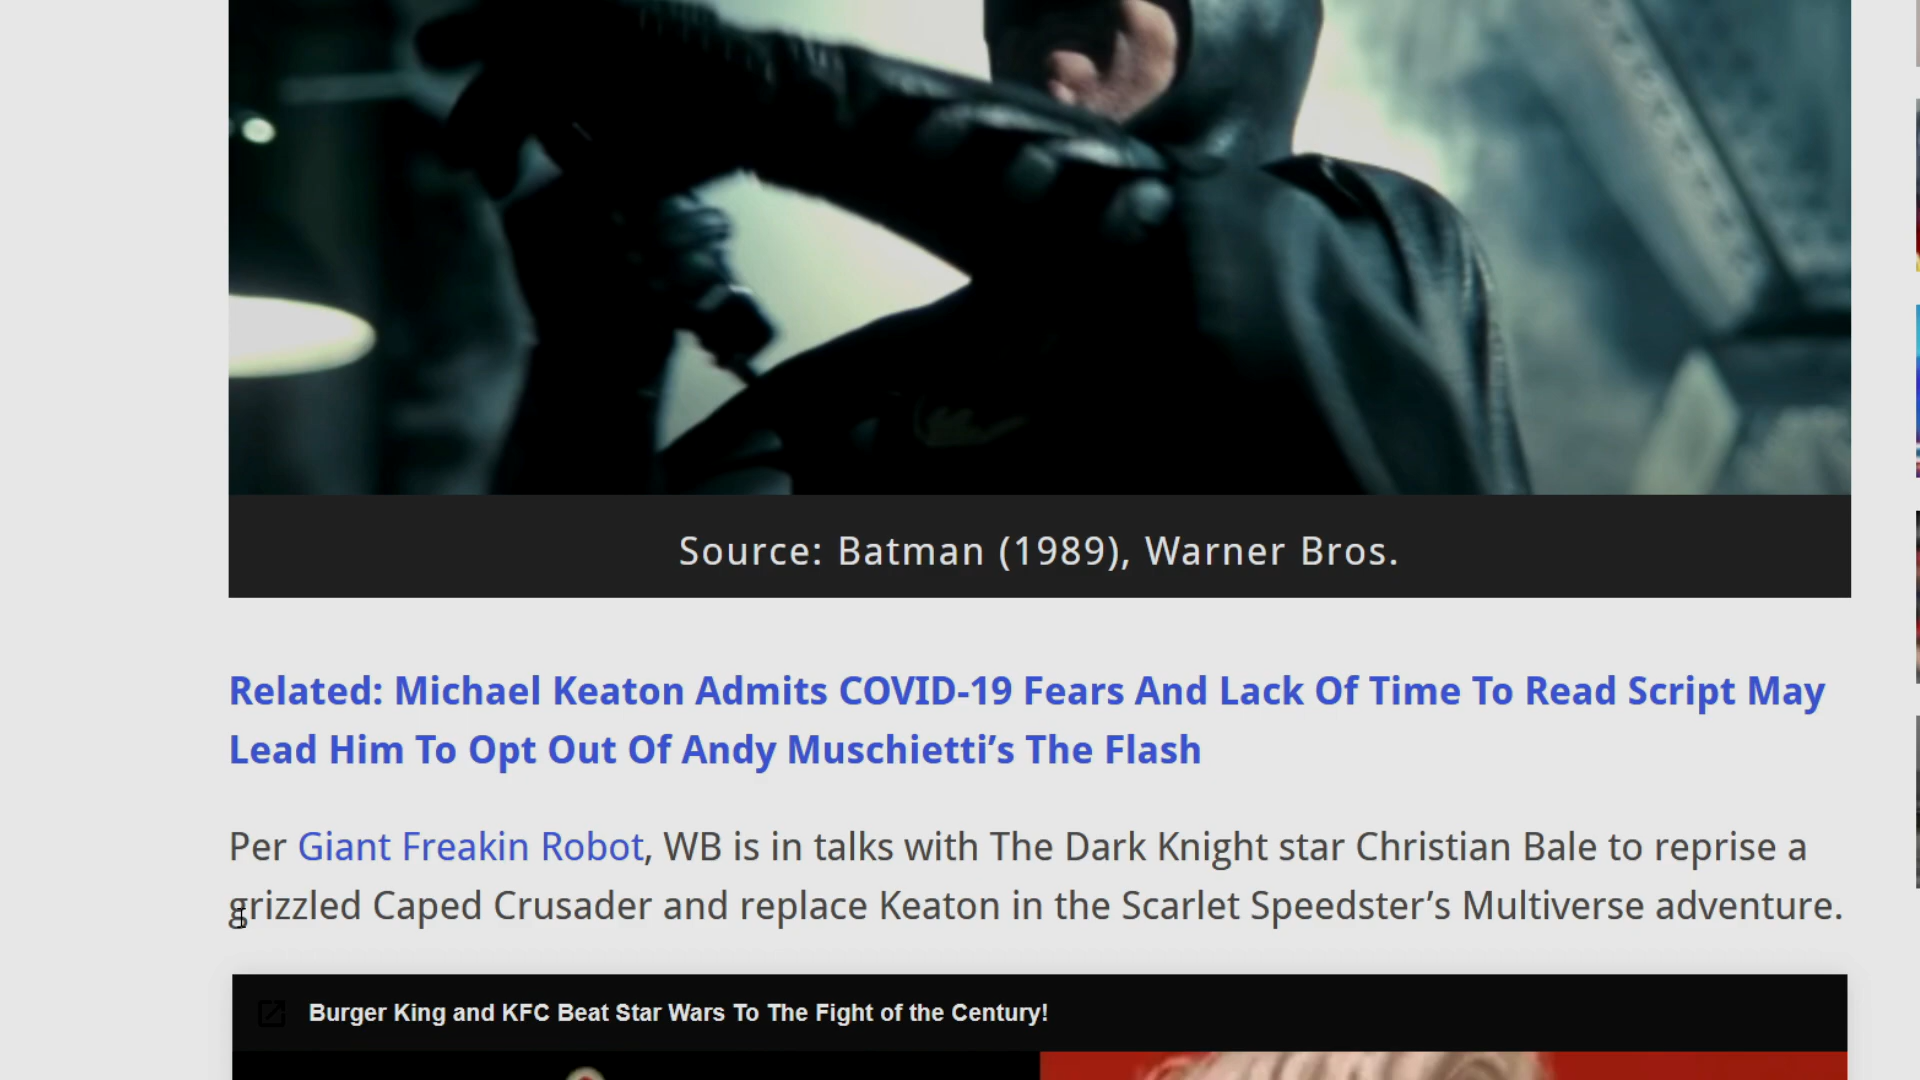 Source: Batman (1989), Warner Bros.
Related: Michael Keaton Admits COVID-19 Fears And Lack Of Time To Read Script May
Lead Him To Opt Out Of Andy Muschietti’s The Flash
Per Giant Freakin Robot, WB is in talks with The Dark Knight star Christian Bale to reprise a
grizzled Caped Crusader and replace Keaton in the Scarlet Speedster’s Multiverse adventure.
Burger King and KFC Beat Star Wars To The Fight of the Century!